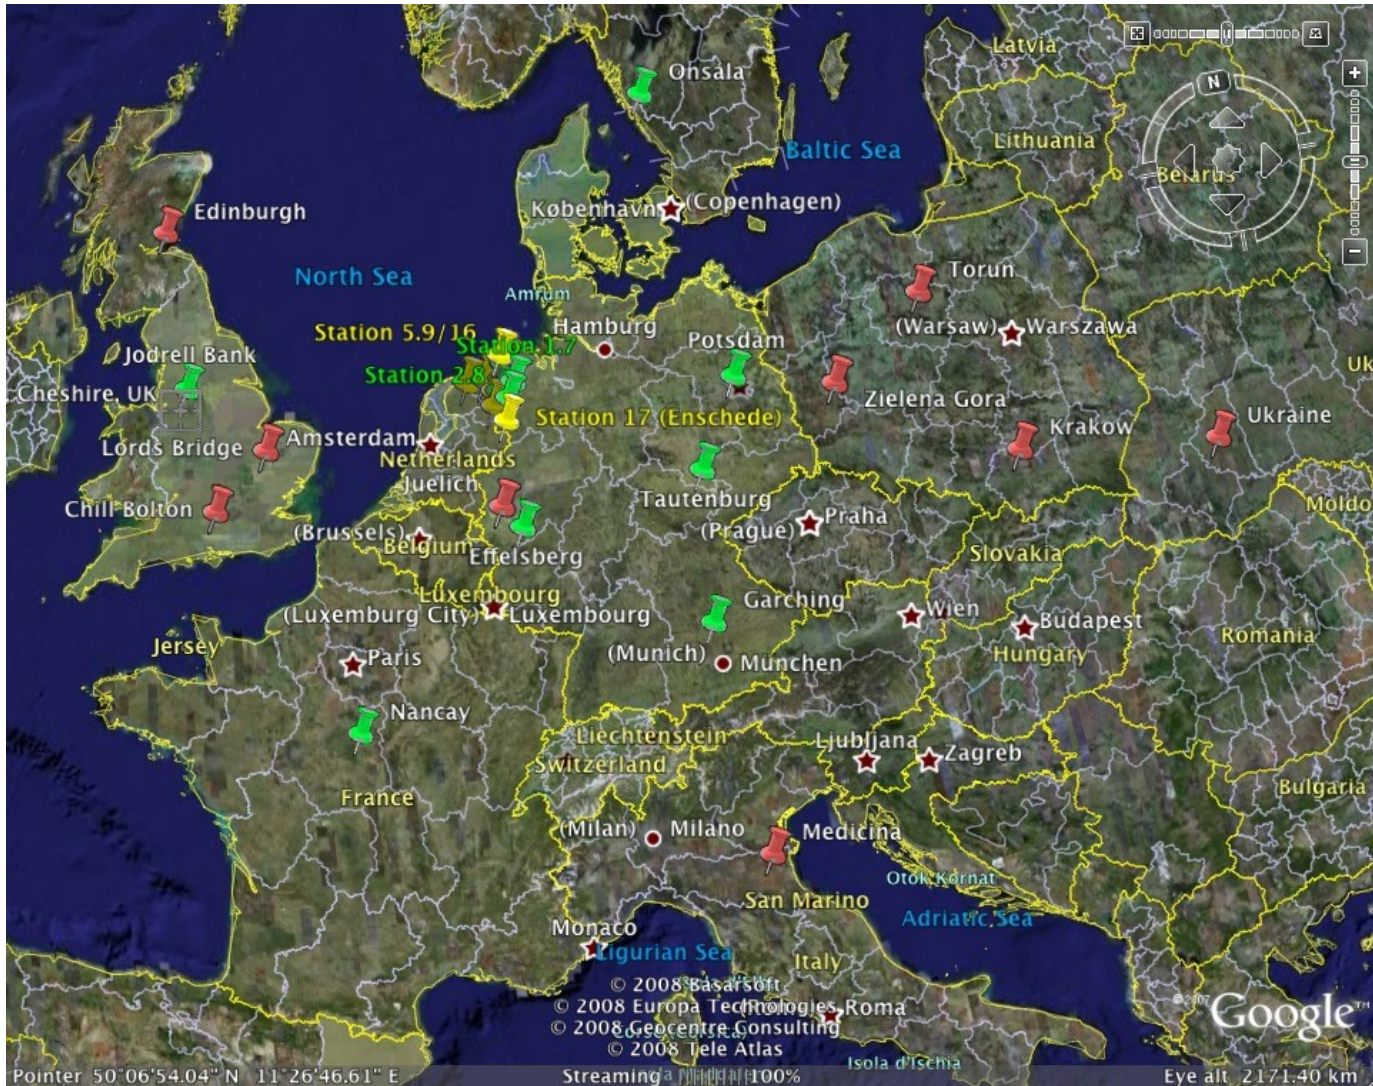 Latvia
Onsala
N
Lithuania
Baltic Sea
Belarus
København (Copenhagen)
Edinburgh
North Sea
Torun
Amrum
Station 5.9/16
Hamburg
(Warsaw) Warszawa
Station 1.7
Potsdam
Jodrell Bank
Uk
Station 2.8
Cheshire, UK
Zielena Gora
Station 17 (Enschede)
Ukraine
Krakow
Lords Bridge
Amsterdam
Netherlands
Juelich
Tautenburg
Moldo
Chill Bolton
(Prague) Praha
(Brussels)
Belgium
Effelsberg
Slovakia
Luxembourg
Garching
(Luxemburg City) Luxembourg
Wien
Budapest
Romania
Jersey
Paris
(Munich) München
Hungary
Nancay
Liechtenstein
Ljubljana
Zagreb
Switzerland
France
Bulgaria
(Milan) Milano
Medicina
Otok Kornat
San Marino
Adriatic Sea
Monaco
Ligurian Sea
Italy
© 2008 Basarsoft
© 2008 Europa Technologies
Roma
© 2007 Google™
© 2008 Geocentre Consulting
© 2008 Tele Atlas
Isola d'Ischia
Pointer 50°06'54.04" N 11°26'46.61" E
Streaming 100%
Eye alt 2171.40 km